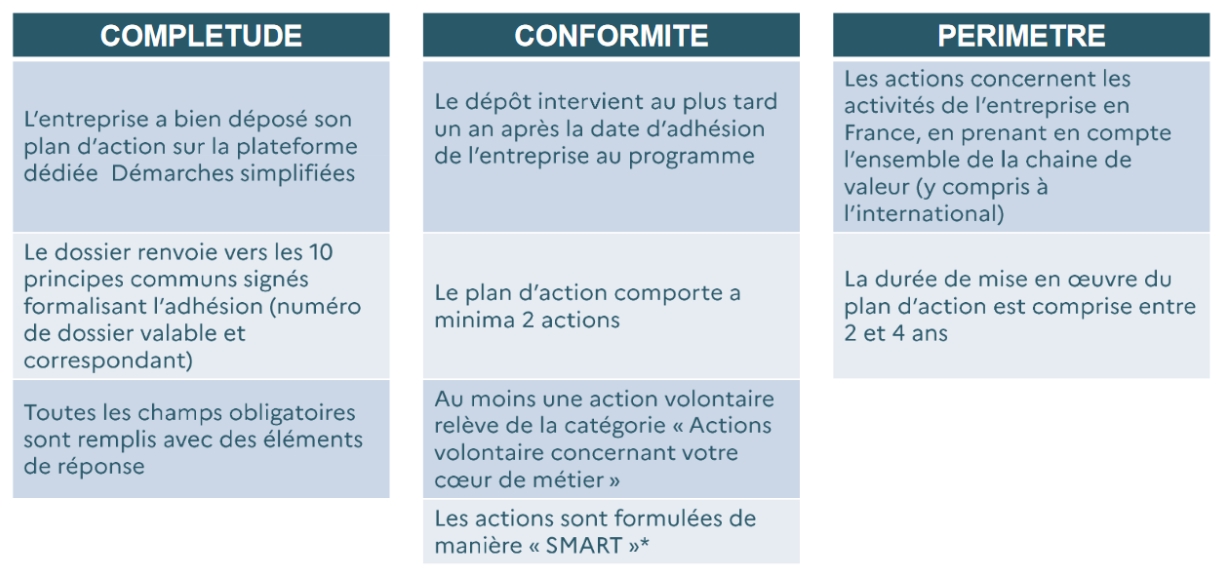 COMPLETUDE
L'entreprise a bien déposé son
plan d'action sur la plateforme
dédiée  Démarches simplifiées
Le dossier renvoie vers les 10
principes communs signés
formalisant l'adhésion (numéro
de dossier valable et
correspondant)
Toutes les champs obligatoires
sont remplis avec des éléments
de réponse
CONFORMITE
Le dépôt intervient au plus tard
un an après la date d'adhésion
de l'entreprise au programme
Le plan d'action comporte a
minima 2 actions
Au moins une action volontaire
relève de la catégorie « Actions
volontaire concernant votre
cœur de métier »
Les actions sont formulées de
manière « SMART »*
PERIMETRE
Les actions concernent les
activités de l'entreprise en
France, en prenant en compte
l'ensemble de la chaine de
valeur (y compris à
l'international)
La durée de mise en œuvre du
plan d'action est comprise entre
2 et 4 ans